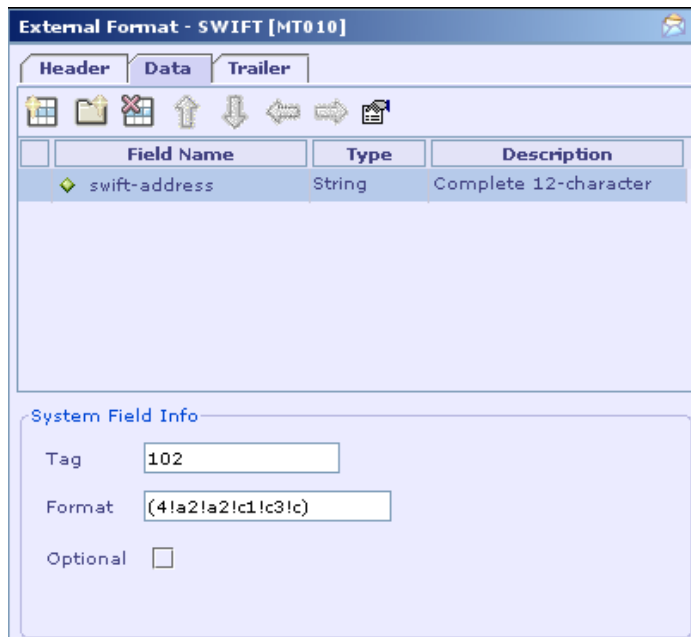 External Format - SWIFT [MT010]
Header Data Trailer
Field Name Type Description
swift-address String Complete 12-character
System Field Info
Tag 102
Format (4!a2!a2!c1!c3!c)
Optional